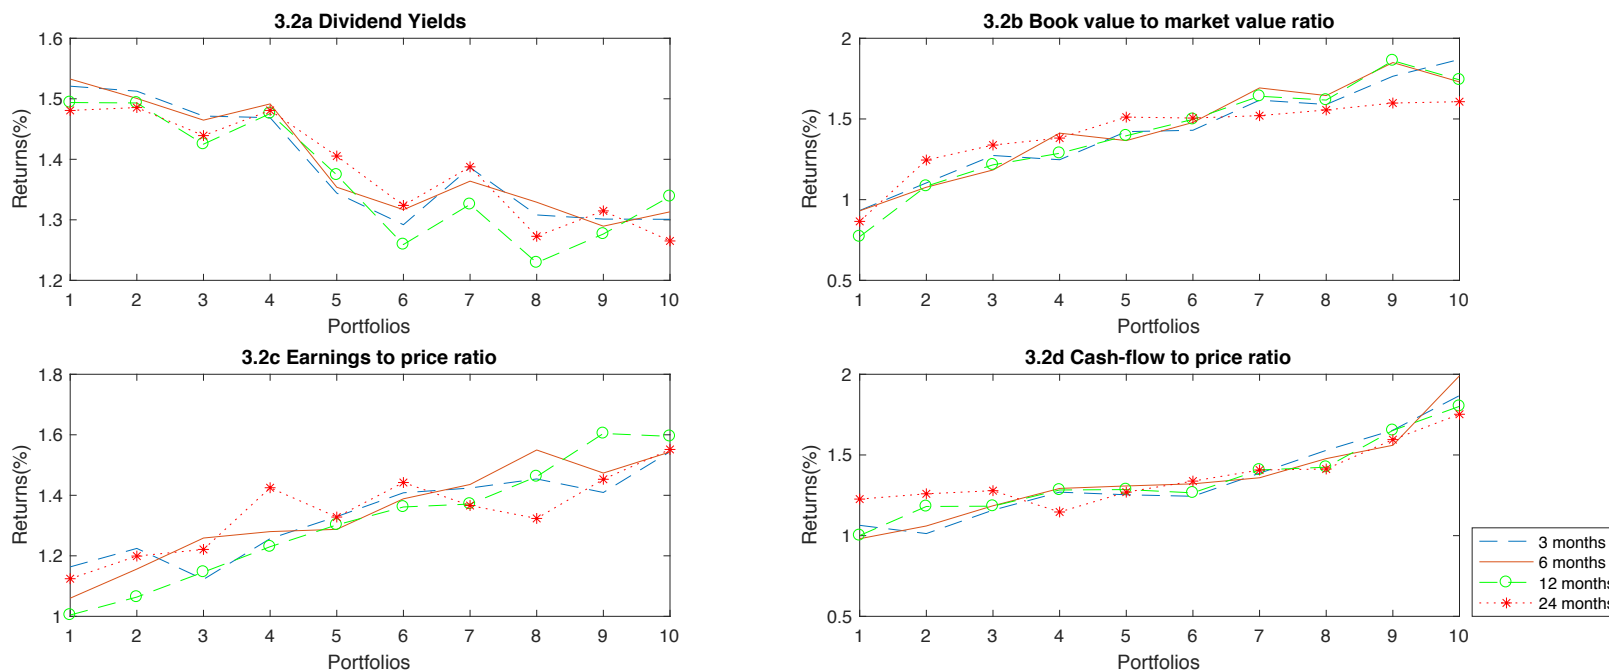 3.2a Dividend Yields
1.6
1.5
1.4
1.3
1.2
Returns(%)
1 2 3 4 5 6 7 8 9 10
Portfolios
3.2b Book value to market value ratio
2
1.5
1
0.5
Returns(%)
1 2 3 4 5 6 7 8 9 10
Portfolios
3.2c Earnings to price ratio
1.8
1.6
1.4
1.2
1
Returns(%)
1 2 3 4 5 6 7 8 9 10
Portfolios
3.2d Cash-flow to price ratio
2
1.5
1
0.5
Returns(%)
1 2 3 4 5 6 7 8 9 10
Portfolios
3 months
6 months
12 months
24 months